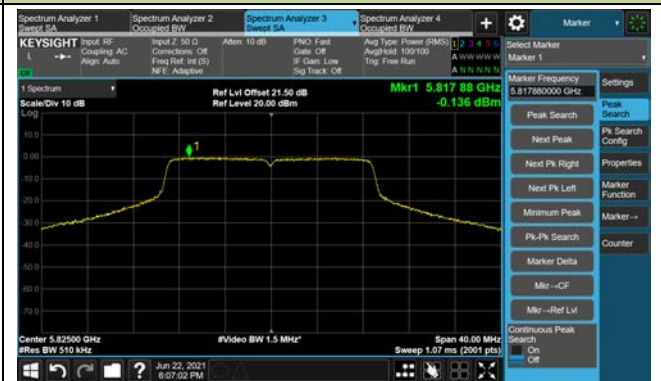 Spectrum Analyzer 1
Swept SA
Spectrum Analyzer 2
Occupied BW
Spectrum Analyzer 3
Swept SA
Spectrum Analyzer 4
Occupied BW
+
Marker
KEYSIGHT
L
Input: RF
Coupling: AC
Align: Auto
Input Z: 50 Ω
Corrections: Off
Freq Ref: Int (S)
NFE: Adaptive
Atten: 10 dB
PNO: Fast
Gate: Off
IF Gain: Low
Sig Track: Off
Avg Type: Power (RMS)
Avg|Hold: 100/100
Trig: Free Run
1 2 3 4 5 6
A W W W W W
A N N N N N
Select Marker
Marker 1
1 Spectrum
Scale/Div 10 dB
Log
Ref Lvl Offset 21.50 dB
Ref Level 20.00 dBm
Mkr1 5.817 88 GHz
-0.136 dBm
10.0
0.00
-10.0
-20.0
-30.0
-40.0
-50.0
-60.0
-70.0
1
Center 5.82500 GHz
#Res BW 510 kHz
#Video BW 1.5 MHz*
Span 40.00 MHz
Sweep 1.07 ms (2001 pts)
Marker Frequency
5.817880000 GHz
Peak Search
Next Peak
Next Pk Right
Next Pk Left
Minimum Peak
Pk-Pk Search
Marker Delta
Mkr→CF
Mkr→Ref Lvl
Continuous Peak
Search
On
Off
Settings
Peak
Search
Pk Search
Config
Properties
Marker
Function
Marker→
Counter
?
Jun 22, 2021
6:07:02 PM